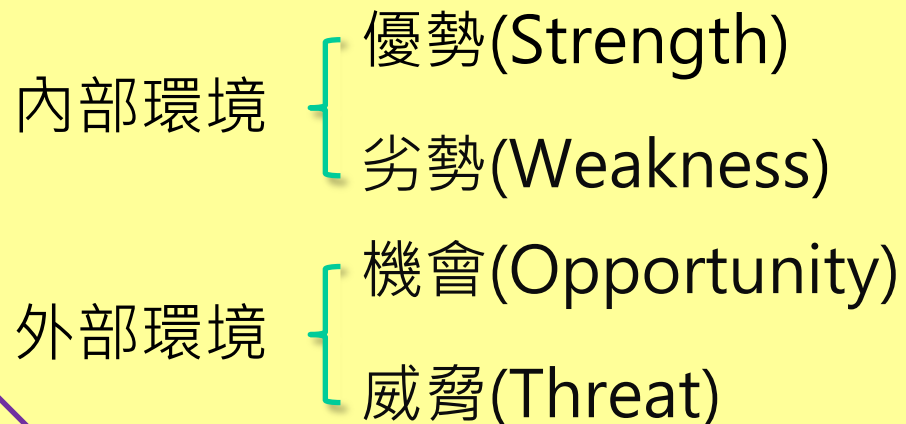 內部環境
優勢(Strength)
劣勢(Weakness)
外部環境
機會(Opportunity)
威脅(Threat)